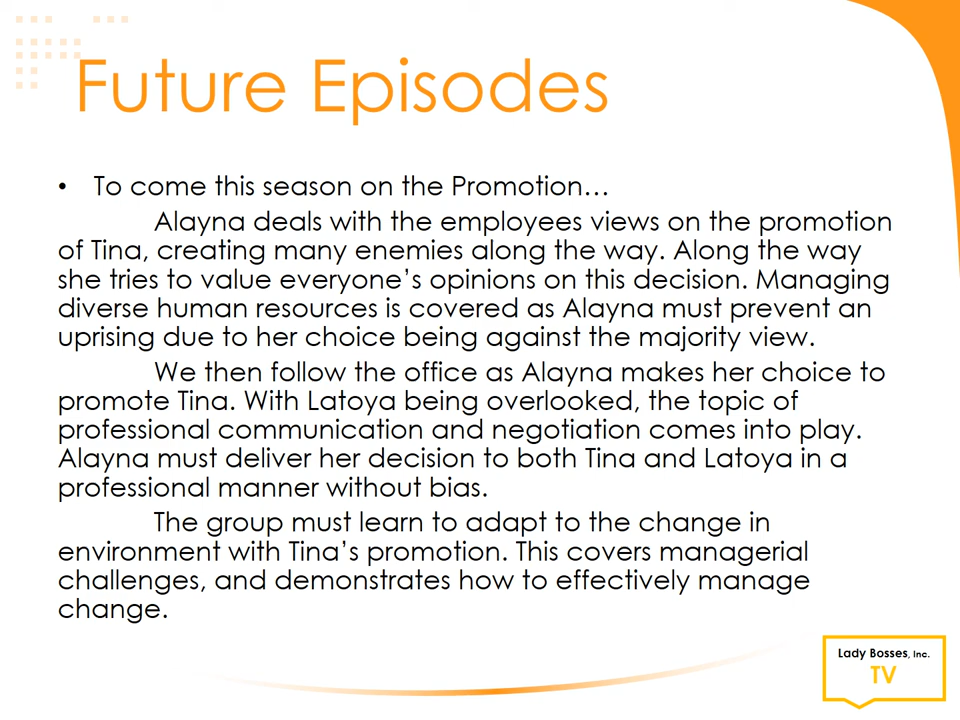 Future Episodes
• To come this season on the Promotion…
Alayna deals with the employees views on the promotion
of Tina, creating many enemies along the way. Along the way
she tries to value everyone’s opinions on this decision. Managing
diverse human resources is covered as Alayna must prevent an
uprising due to her choice being against the majority view.
We then follow the office as Alayna makes her choice to
promote Tina. With Latoya being overlooked, the topic of
professional communication and negotiation comes into play.
Alayna must deliver her decision to both Tina and Latoya in a
professional manner without bias.
The group must learn to adapt to the change in
environment with Tina’s promotion. This covers managerial
challenges, and demonstrates how to effectively manage
change.
Lady Bosses, Inc.
TV